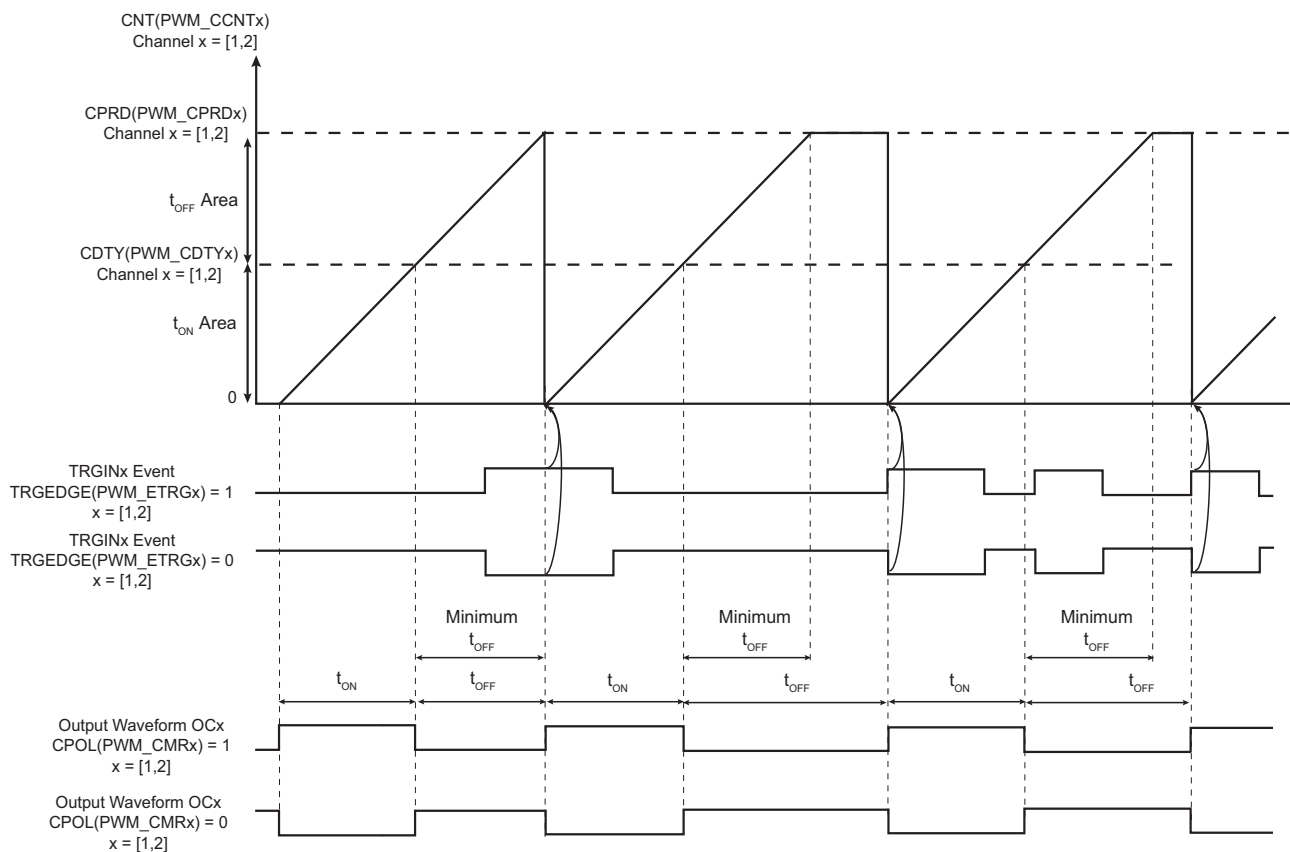 CNT(PWM_CCNTx)
Channel x = [1,2]
CPRD(PWM_CPRDx)
Channel x = [1,2]
tOFF Area
CDTY(PWM_CDTYx)
Channel x = [1,2]
tON Area
0
TRGINx Event
TRGEDGE(PWM_ETRGx) = 1
x = [1,2]
TRGINx Event
TRGEDGE(PWM_ETRGx) = 0
x = [1,2]
Minimum
tOFF
Minimum
tOFF
Minimum
tOFF
tON
tOFF
tON
tOFF
tON
tOFF
Output Waveform OCx
CPOL(PWM_CMRx) = 1
x = [1,2]
Output Waveform OCx
CPOL(PWM_CMRx) = 0
x = [1,2]